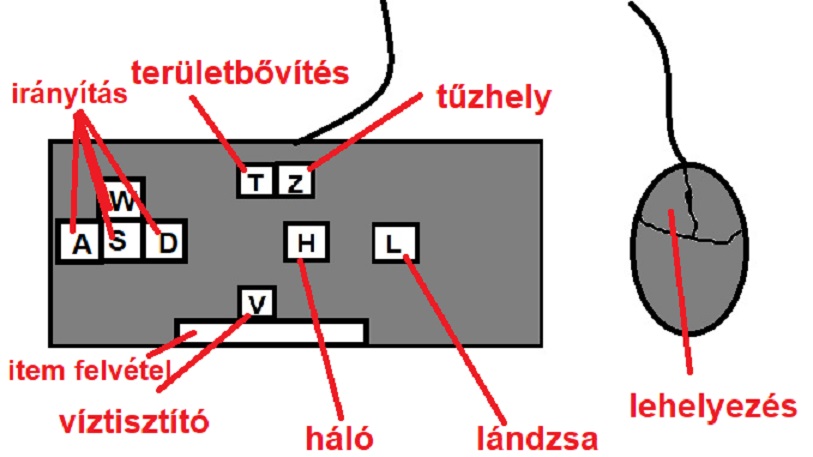 területbővítés
irányítás
tűzhely
T Z
W
A S D
H
L
V
item felvétel
víztisztító
háló
lándzsa
lehelyezés